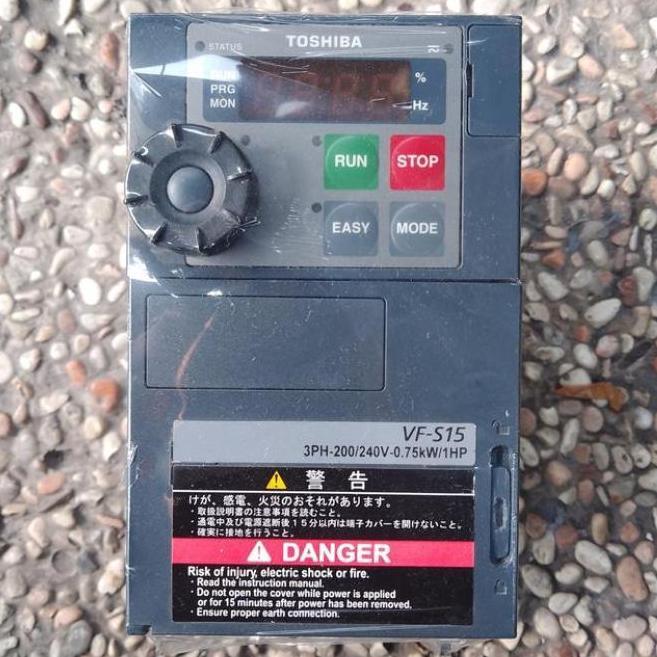 STATUS
TOSHIBA
RUN
PRG
MON
%
Hz
RUN
STOP
EASY
MODE
VF-S15
3PH-200/240V-0.75kW/1HP
警告
けが、感電、火災のおそれがあります。
・取扱説明書の注意事項を読むこと。
・通電中及び電源遮断後15分以内は端子カバーを開けないこと。
・確実に接地を行うこと。
DANGER
Risk of injury, electric shock or fire.
・Read the instruction manual.
・Do not open the cover while power is applied
or for 15 minutes after power has been removed.
・Ensure proper earth connection.